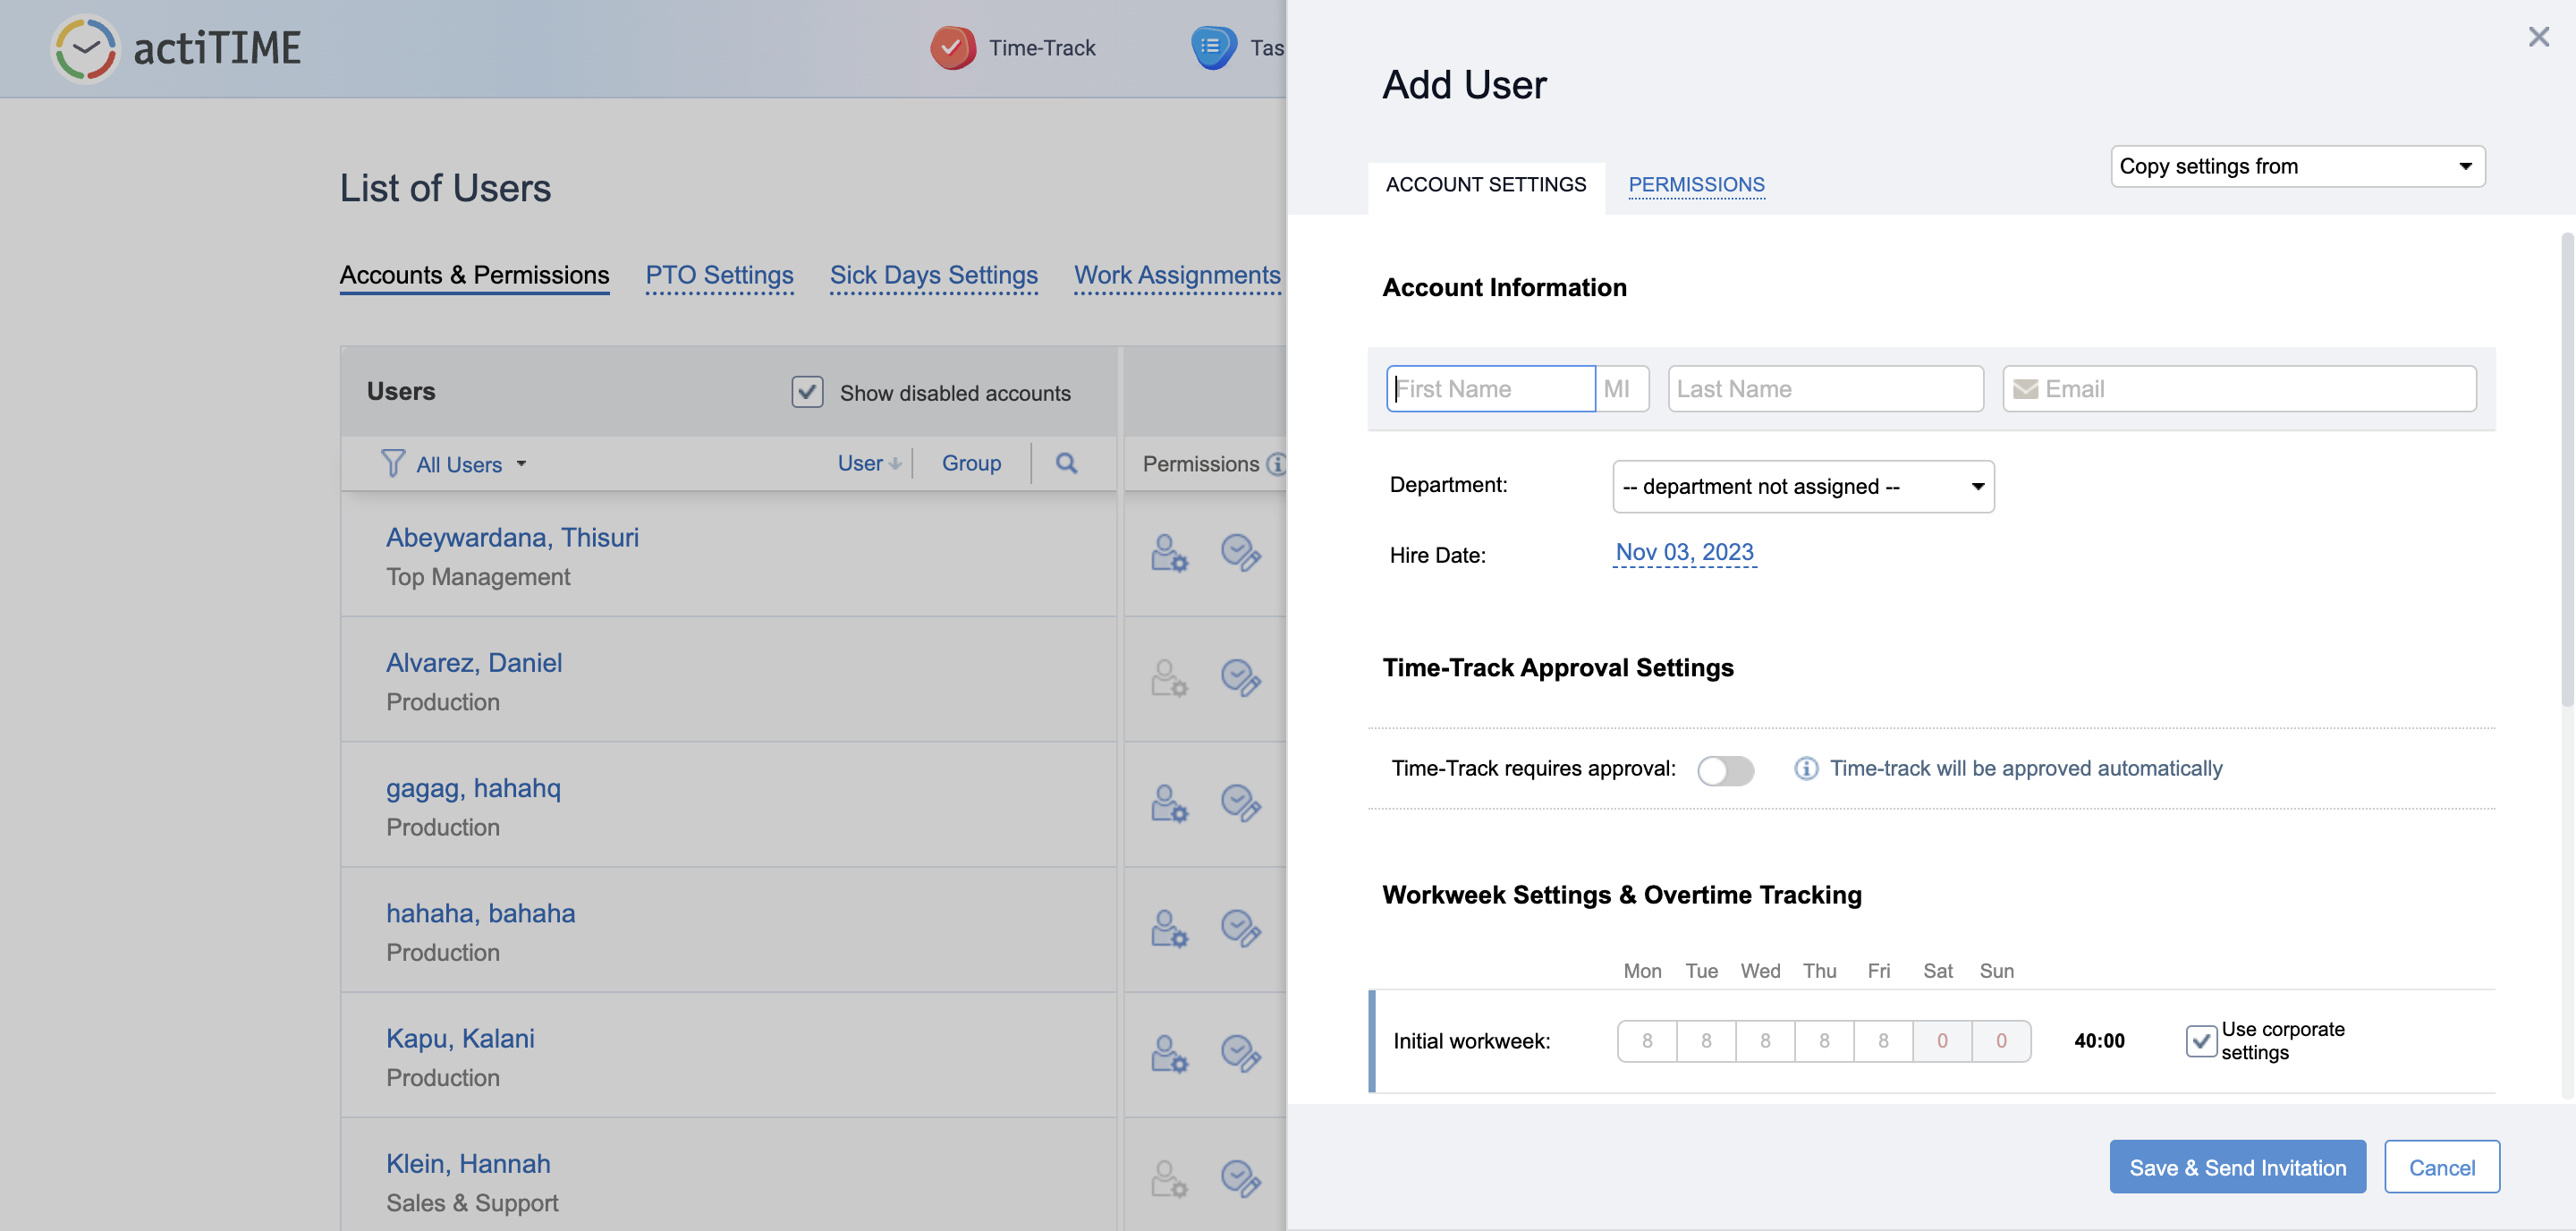 actiTIME
Time-Track
Tas
List of Users
Accounts & Permissions
PTO Settings
Sick Days Settings
Work Assignments
Users
Show disabled accounts
All Users
User
Group
Permissions
Abeywardana, Thisuri
Top Management
Alvarez, Daniel
Production
gagag, hahahq
Production
hahaha, bahaha
Production
Kapu, Kalani
Production
Klein, Hannah
Sales & Support
Add User
Copy settings from
ACCOUNT SETTINGS
PERMISSIONS
Account Information
First Name
MI
Last Name
Email
Department:
-- department not assigned --
Hire Date:
Nov 03, 2023
Time-Track Approval Settings
Time-Track requires approval:
Time-track will be approved automatically
Workweek Settings & Overtime Tracking
Mon Tue Wed Thu Fri Sat Sun
Initial workweek:
8 8 8 8 8 0 0
40:00
Use corporate
settings
Save & Send Invitation
Cancel